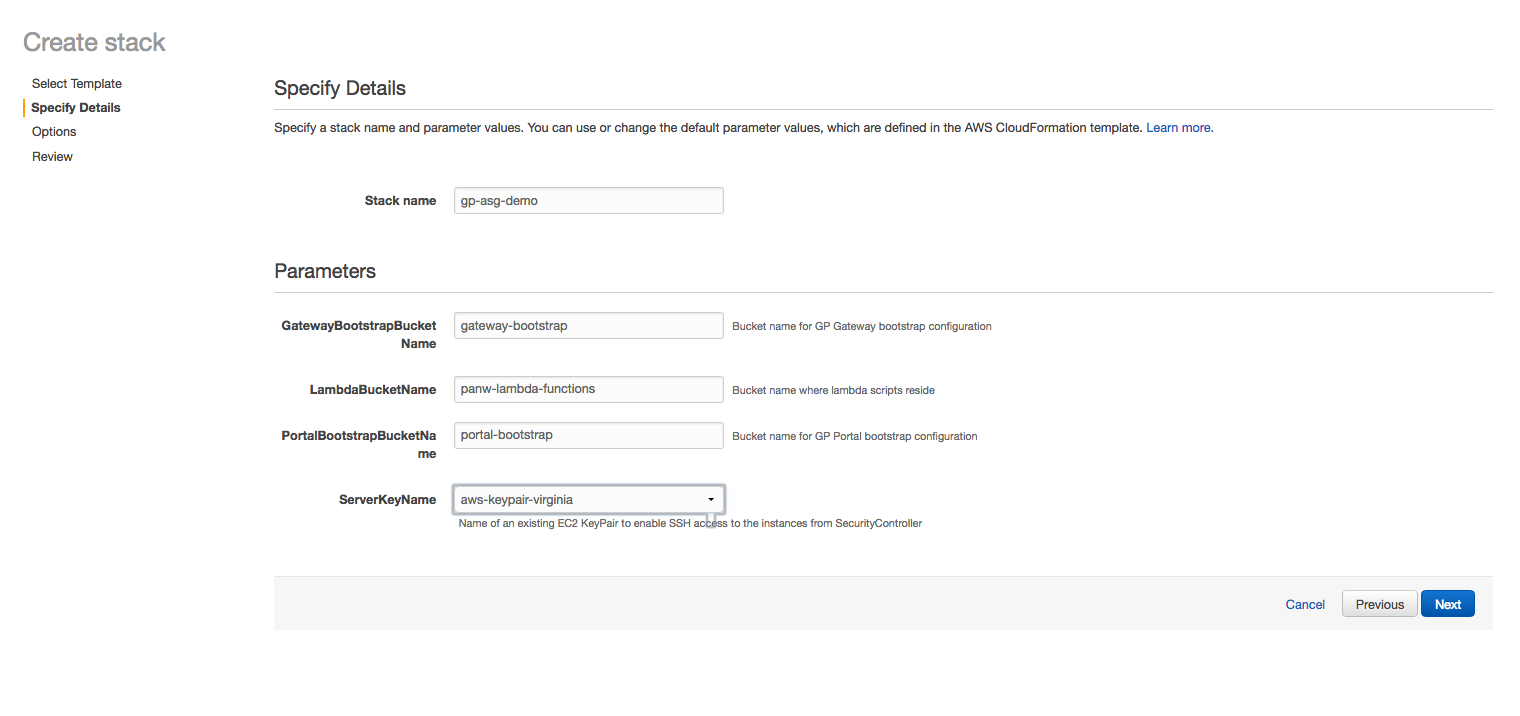 Create stack
Select Template
Specify Details
Options
Review
Specify Details
Specify a stack name and parameter values. You can use or change the default parameter values, which are defined in the AWS CloudFormation template. Learn more.
Stack name
gp-asg-demo
Parameters
GatewayBootstrapBucket
Name
gateway-bootstrap
Bucket name for GP Gateway bootstrap configuration
LambdaBucketName
panw-lambda-functions
Bucket name where lambda scripts reside
PortalBootstrapBucketNa
me
portal-bootstrap
Bucket name for GP Portal bootstrap configuration
ServerKeyName
aws-keypair-virginia
Name of an existing EC2 KeyPair to enable SSH access to the instances from SecurityController
Cancel
Previous
Next